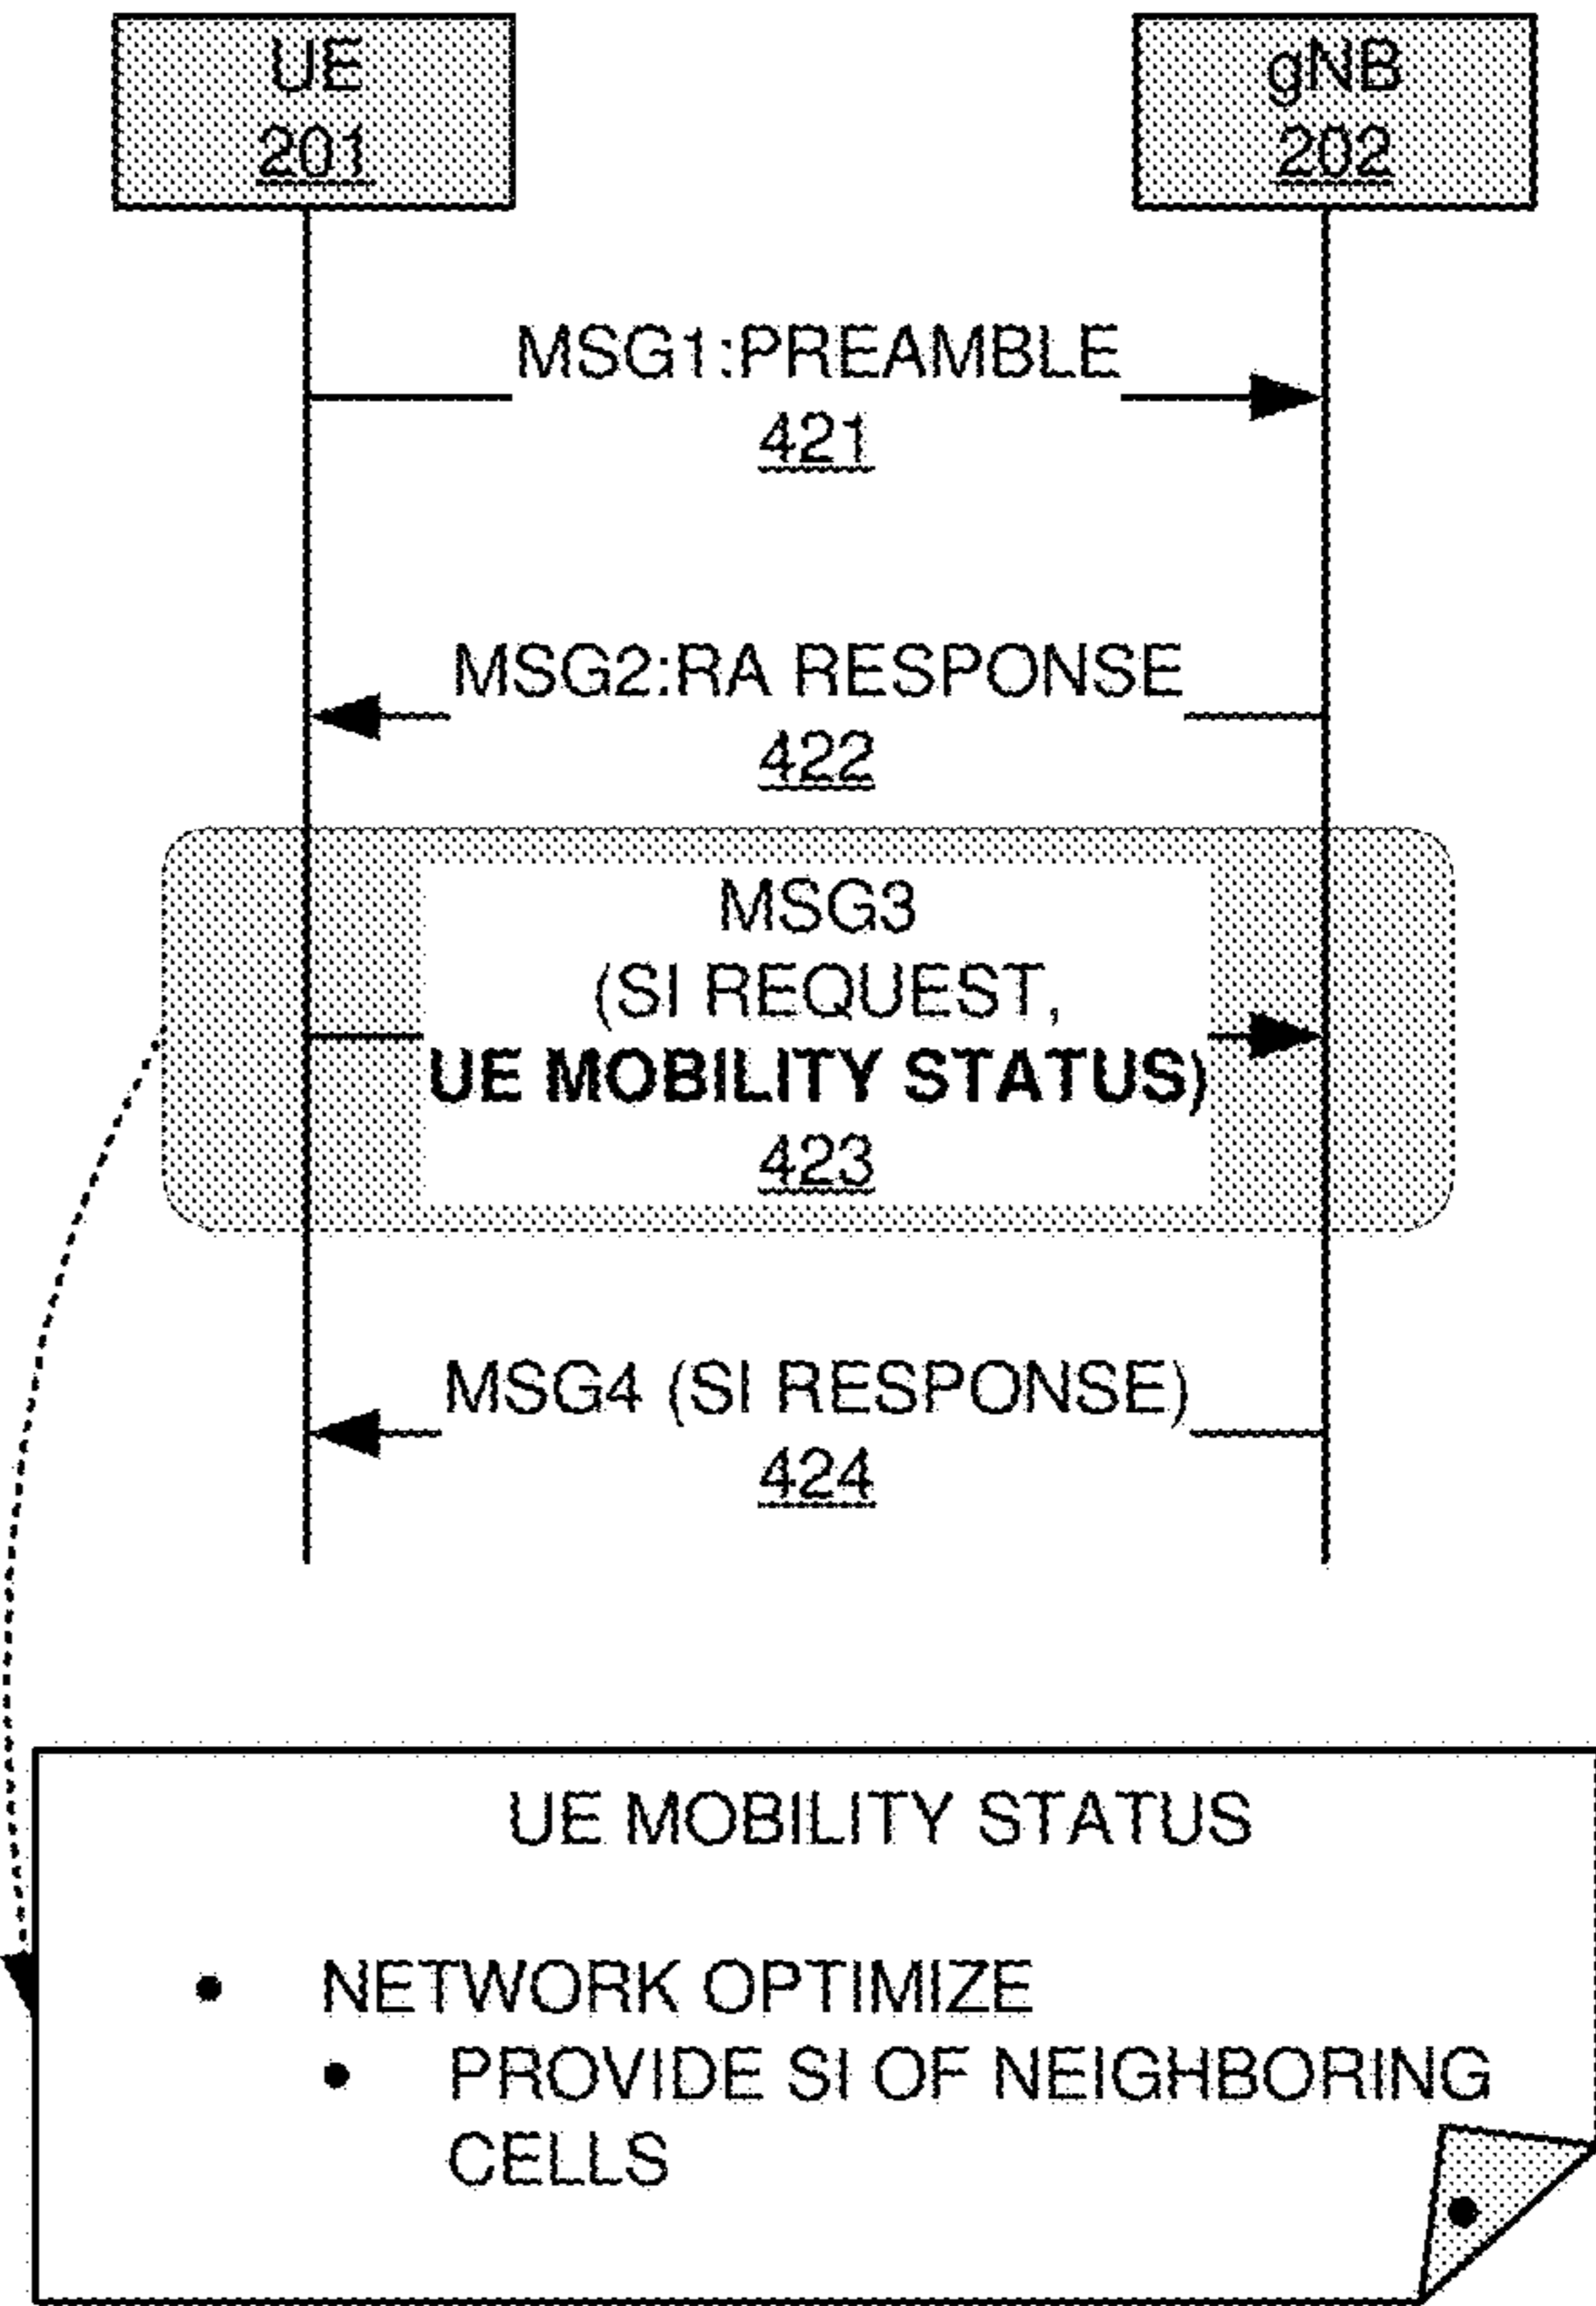 UE
201
gNB
202
MSG1:PREAMBLE
421
MSG2:RA RESPONSE
422
MSG3
(SI REQUEST,
UE MOBILITY STATUS)
423
MSG4 (SI RESPONSE)
424
UE MOBILITY STATUS
• NETWORK OPTIMIZE
• PROVIDE SI OF NEIGHBORING
CELLS